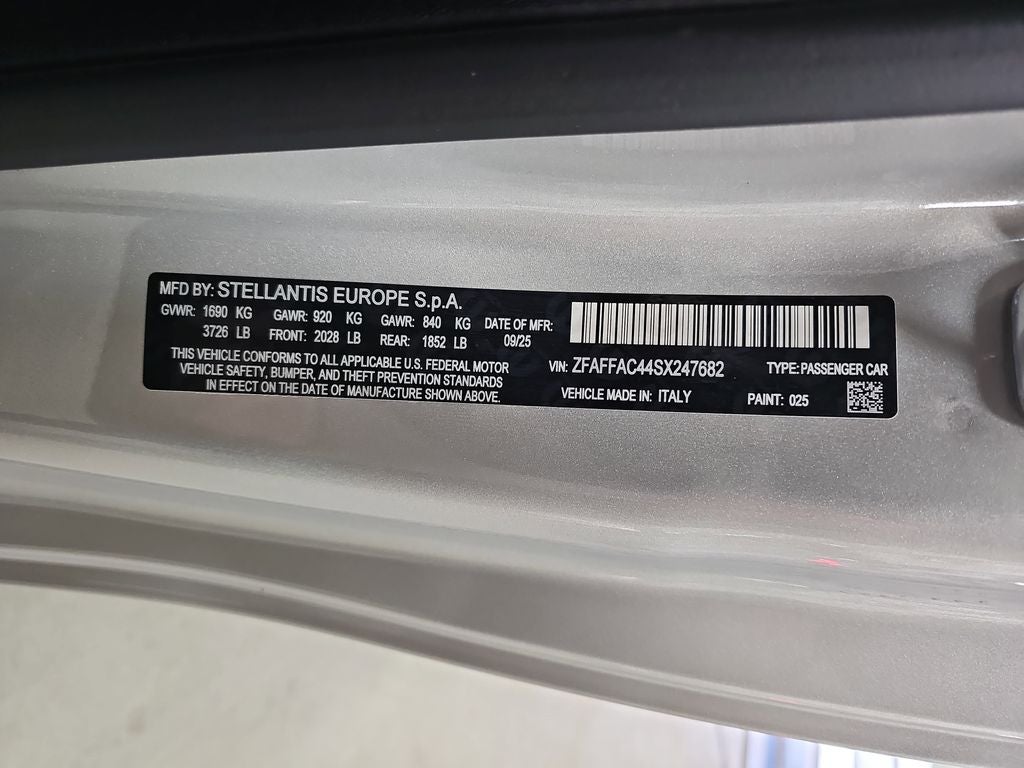 MFD BY: STELLANTIS EUROPE S.p.A.
GVWR: 1690 KG GAWR: 920 KG GAWR: 840 KG DATE OF MFR:
3726 LB FRONT: 2028 LB REAR: 1852 LB 09/25
THIS VEHICLE CONFORMS TO ALL APPLICABLE U.S. FEDERAL MOTOR
VEHICLE SAFETY, BUMPER, AND THEFT PREVENTION STANDARDS
IN EFFECT ON THE DATE OF MANUFACTURE SHOWN ABOVE.
VIN: ZFAFFAC44SX247682 TYPE: PASSENGER CAR
VEHICLE MADE IN: ITALY PAINT: 025